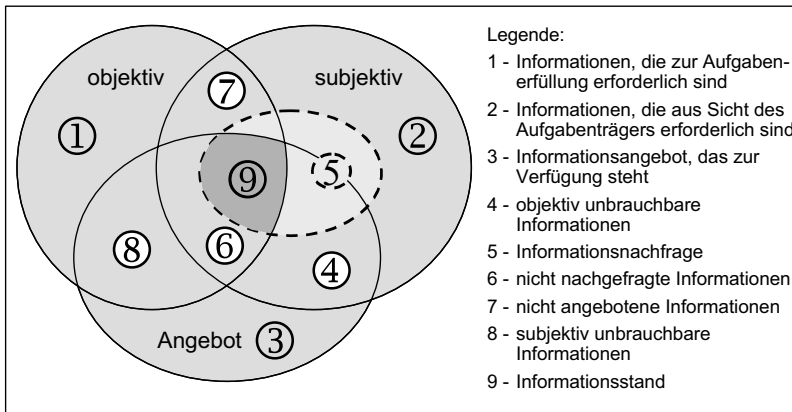 objektiv
subjektiv
7
1
2
5
9
6
8
4
Angebot 3
Legende:
1 - Informationen, die zur Aufgaben-
erfüllung erforderlich sind
2 - Informationen, die aus Sicht des
Aufgabenträgers erforderlich sind
3 - Informationsangebot, das zur
Verfügung steht
4 - objektiv unbrauchbare
Informationen
5 - Informationsnachfrage
6 - nicht nachgefragte Informationen
7 - nicht angebotene Informationen
8 - subjektiv unbrauchbare
Informationen
9 - Informationsstand